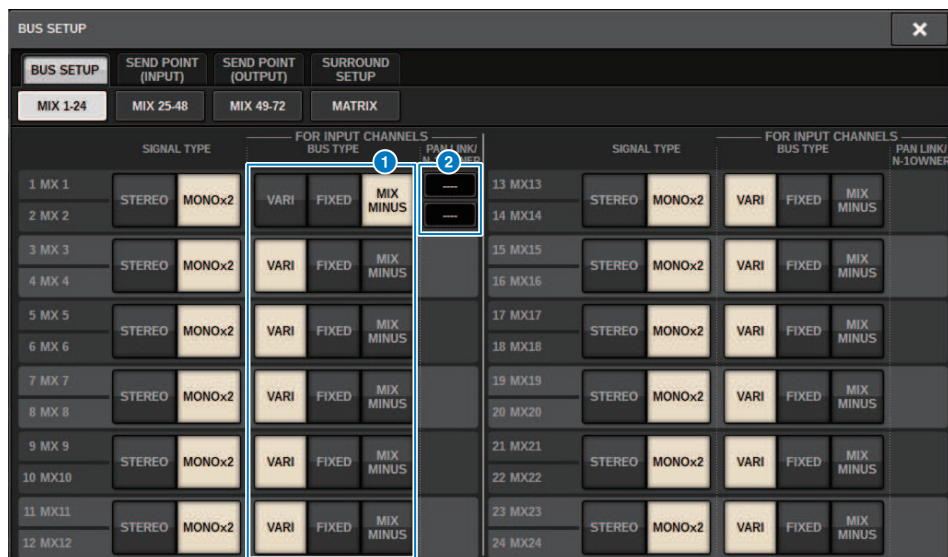 BUS SETUP
BUS SETUP
SEND POINT (INPUT)
SEND POINT (OUTPUT)
SURROUND SETUP
MIX 1-24
MIX 25-48
MIX 49-72
MATRIX
FOR INPUT CHANNELS
SIGNAL TYPE
BUS TYPE
PAN LINK/
1
2
1 MX 1
2 MX 2
STEREO MONOx2 VARI FIXED MIX MINUS
----
----
3 MX 3
4 MX 4
STEREO MONOx2 VARI FIXED MIX MINUS
5 MX 5
6 MX 6
STEREO MONOx2 VARI FIXED MIX MINUS
7 MX 7
8 MX 8
STEREO MONOx2 VARI FIXED MIX MINUS
9 MX 9
10 MX10
STEREO MONOx2 VARI FIXED MIX MINUS
11 MX11
12 MX12
STEREO MONOx2 VARI FIXED MIX MINUS
FOR INPUT CHANNELS
SIGNAL TYPE
BUS TYPE
PAN LINK/
N-1OWNER
13 MX13
14 MX14
STEREO MONOx2 VARI FIXED MIX MINUS
15 MX15
16 MX16
STEREO MONOx2 VARI FIXED MIX MINUS
17 MX17
18 MX18
STEREO MONOx2 VARI FIXED MIX MINUS
19 MX19
20 MX20
STEREO MONOx2 VARI FIXED MIX MINUS
21 MX21
22 MX22
STEREO MONOx2 VARI FIXED MIX MINUS
23 MX23
24 MX24
STEREO MONOx2 VARI FIXED MIX MINUS